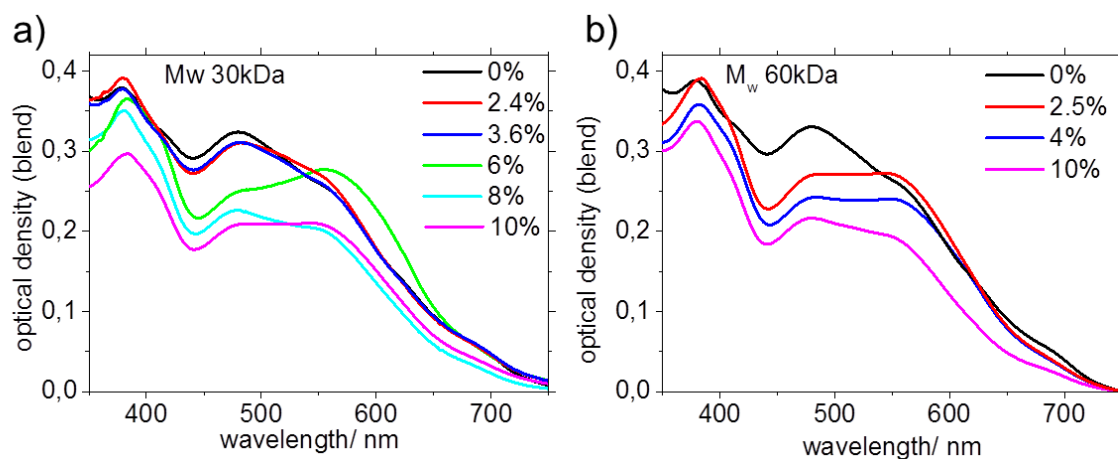 a)
Mw 30kDa
0%
2.4%
3.6%
6%
8%
10%
0,4
0,3
0,2
0,1
0,0
optical density (blend)
400 500 600 700
wavelength/ nm
b)
Mw 60kDa
0%
2.5%
4%
10%
0,4
0,3
0,2
0,1
0,0
optical density (blend)
400 500 600 700
wavelength/ nm